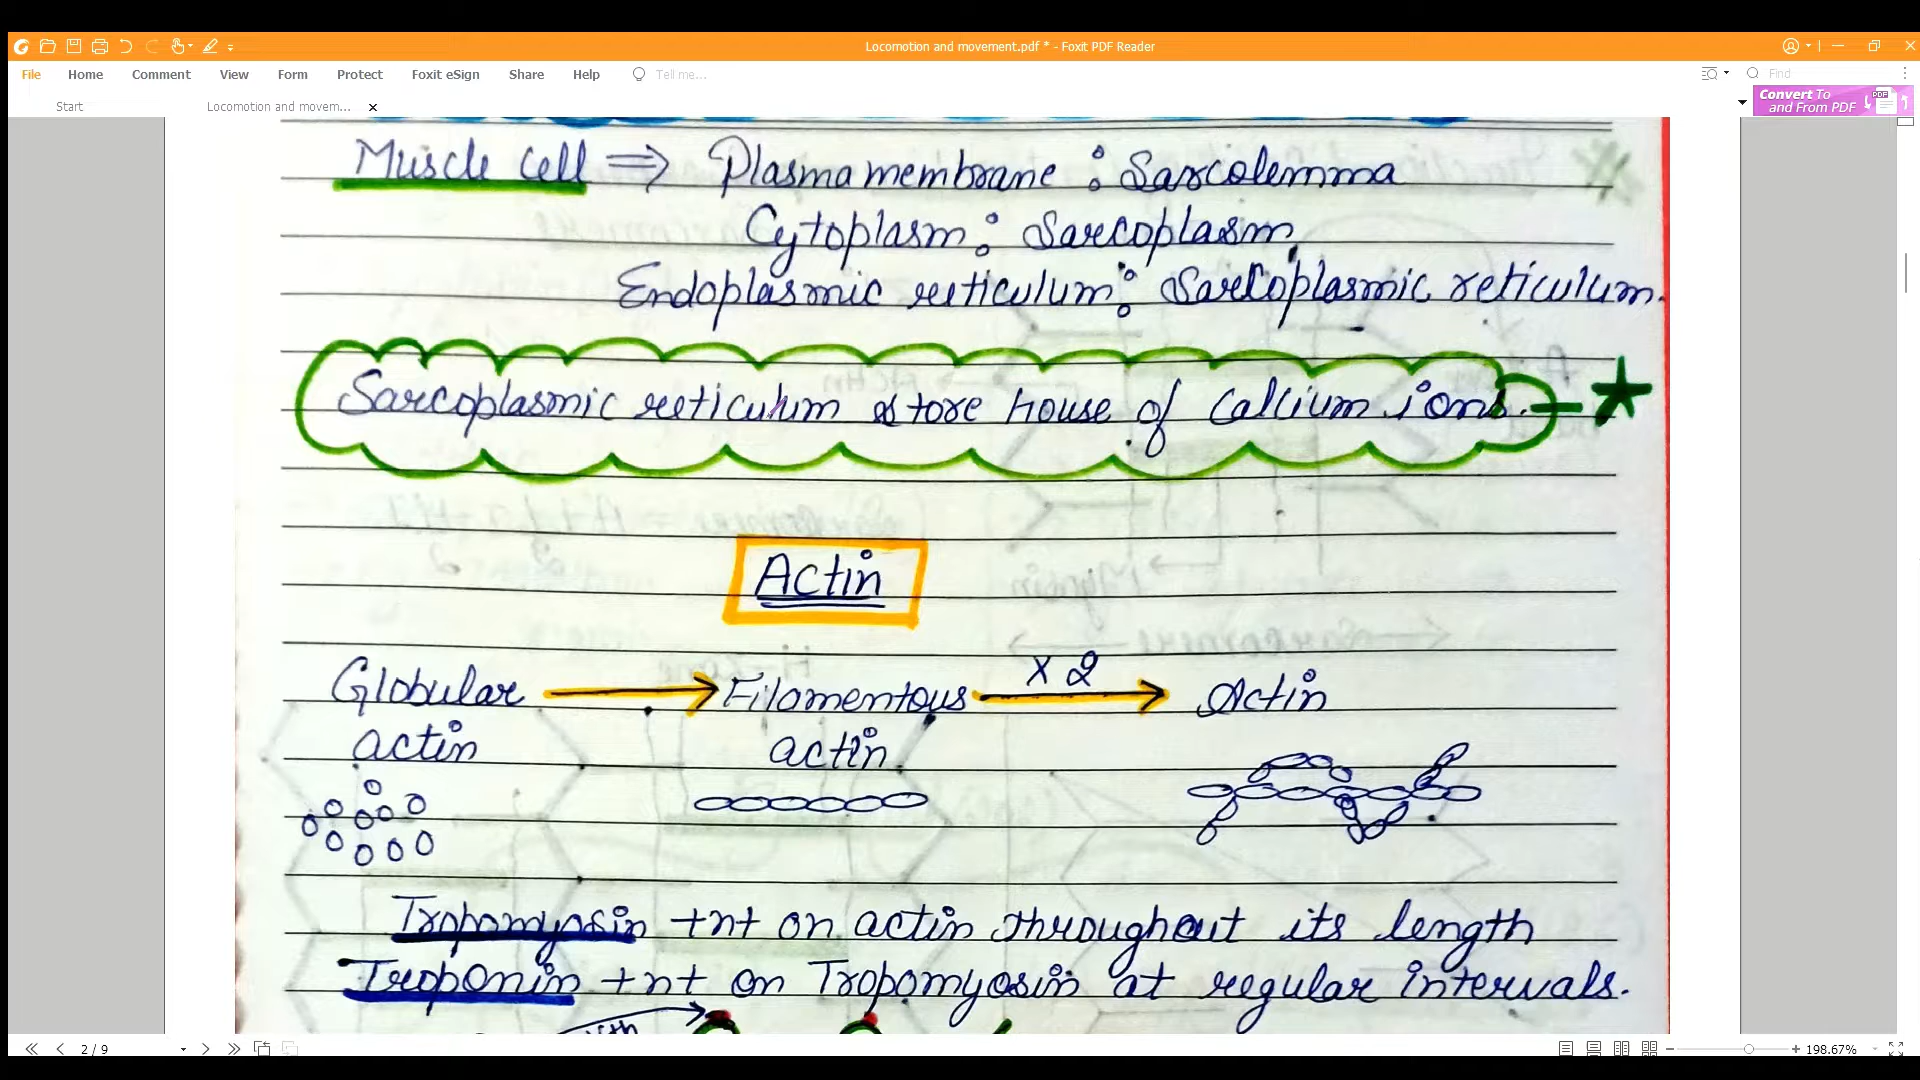 Locomotion and movement.pdf * - Foxit PDF Reader
File Home Comment View Form Protect Foxit eSign Share Help Tell me... Find
Start Locomotion and movem... ×
Convert To and From PDF
PDF
Muscle cell ⇒ Plasma membrane : Sarcolemma
Cytoplasm : Sarcoplasm
Endoplasmic reticulum : Sarcoplasmic reticulum.
Sarcoplasmic reticulum store house of Calcium ions. - ★
Actin
Globular → Filamentous x 2 → Actin
actin actin
Tropomyosin +nt on actin throughout its length
Troponin +nt on Tropomyosin at regular intervals.
2 / 9 198.67%